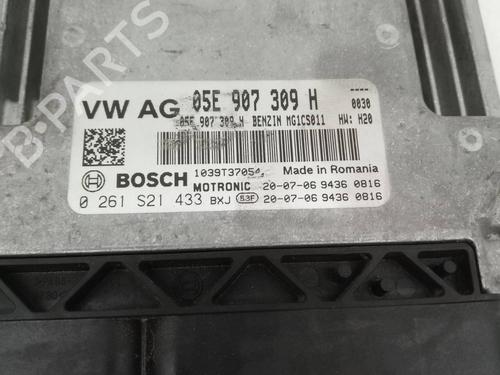 VW AG 05E 907 309 H
0030
05E 907 309 H BENZIN MG1CS011 HW: H20
BOSCH 1039T37054
Made in Romania
MOTRONIC 20-07-06 9436 0816
0 261 S21 433 BXJ S3F 20-07-06 9436 0816